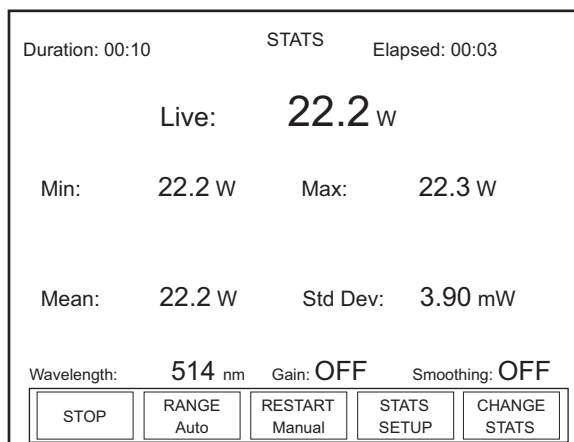 STATS
Duration: 00:10 Elapsed: 00:03
Live: 22.2 W
Min: 22.2 W Max: 22.3 W
Mean: 22.2 W Std Dev: 3.90 mW
Wavelength: 514 nm Gain: OFF Smoothing: OFF
STOP
RANGE
Auto
RESTART
Manual
STATS
SETUP
CHANGE
STATS